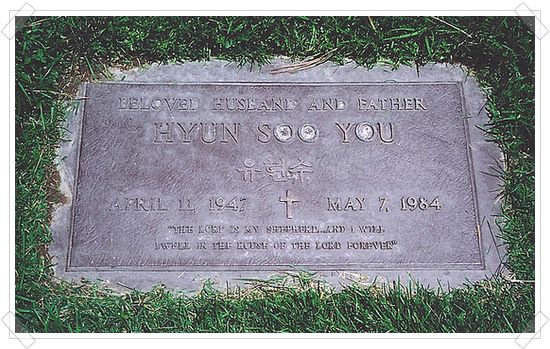 BELOVED HUSBAND AND FATHER
HYUN SOO YOU
유현수
APRIL 11, 1947 MAY 7, 1984
"THE LORD IS MY SHEPHERD...AND I WILL
DWELL IN THE HOUSE OF THE LORD FOREVER"